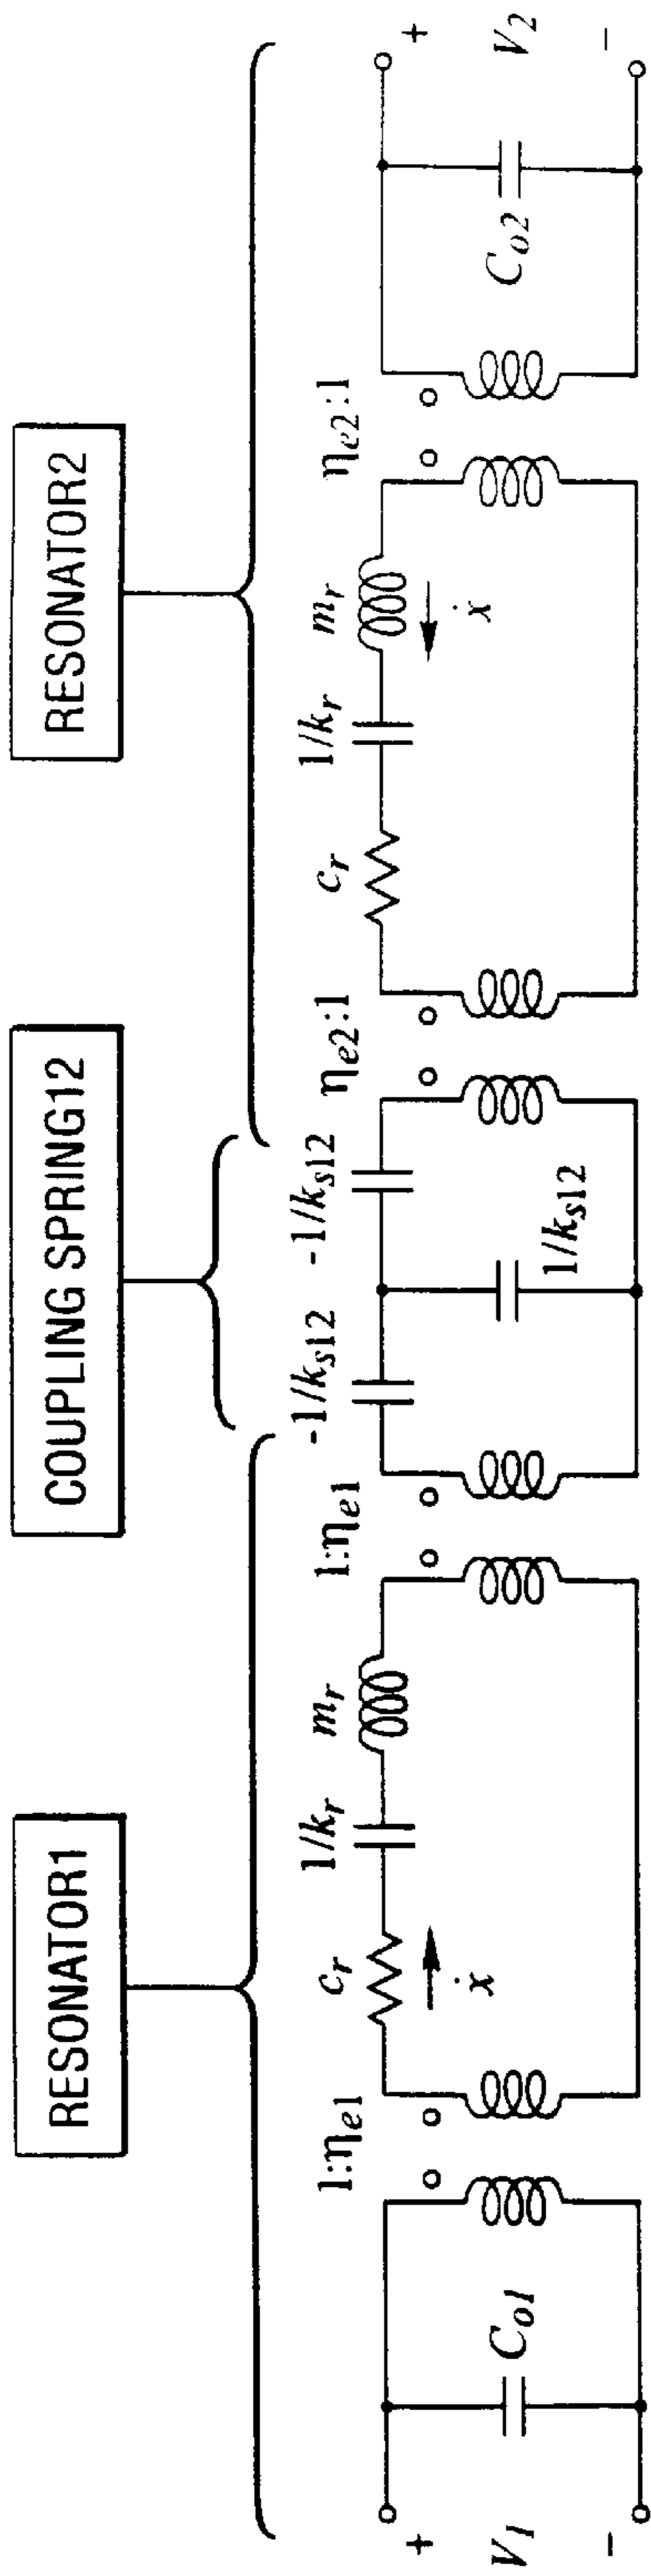 RESONATOR1
COUPLING SPRING12
RESONATOR2
1:ηe1
cr
1/kr
mr
1:ηe1
-1/ks12
-1/ks12
ηe2:1
cr
1/kr
mr
ηe2:1
+
V1
-
Co1
ẋ
1/ks12
ẋ
Co2
+
V2
-